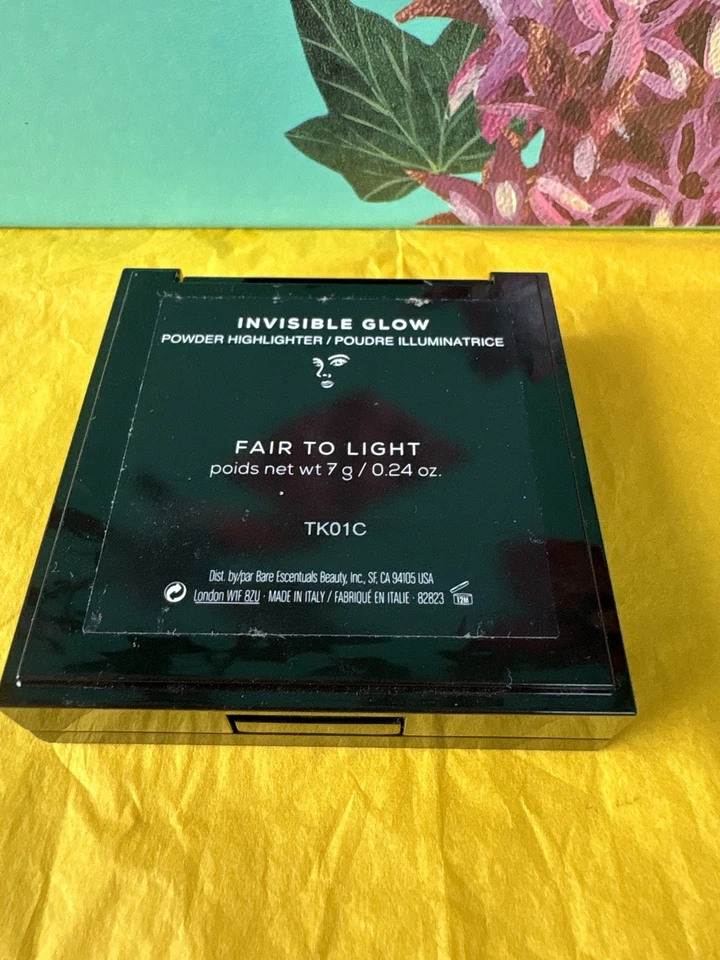 INVISIBLE GLOW
POWDER HIGHLIGHTER / POUDRE ILLUMINATRICE
FAIR TO LIGHT
poids net wt 7 g / 0.24 oz.
TK01C
Dist. by/par Bare Escentuals Beauty, Inc., SF, CA 94105 USA
London W1F 8ZU · MADE IN ITALY / FABRIQUÉ EN ITALIE · 82823
12M